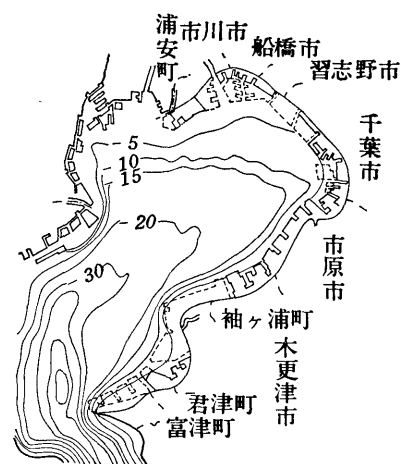 浦安町
市川市
船橋市
習志野市
千葉市
市原市
袖ヶ浦町
木更津市
君津町
富津町
5
10
15
20
30